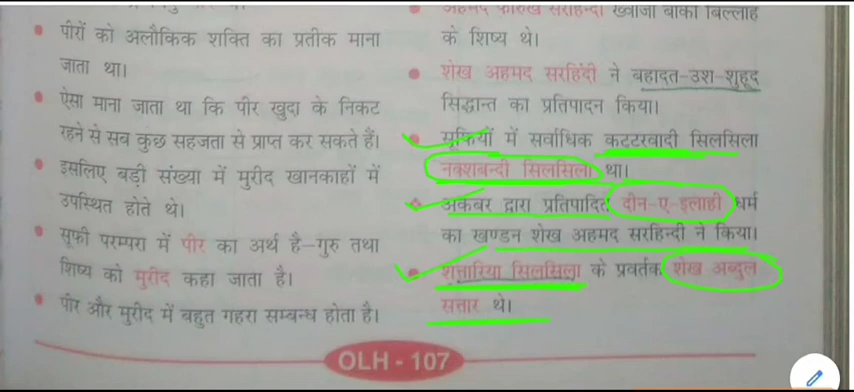 पीरों को अलौकिक शक्ति का प्रतीक माना
जाता था।
ऐसा माना जाता था कि पीर खुदा के निकट
रहने से सब कुछ सहजता से प्राप्त कर सकते हैं।
इसलिए बड़ी संख्या में मुरीद खानकाहों में
उपस्थित होते थे।
सूफी परम्परा में पीर का अर्थ है-गुरु तथा
शिष्य को मुरीद कहा जाता है।
पीर और मुरीद में बहुत गहरा सम्बन्ध होता है।
ख्वाजा बाकी बिल्लाह
के शिष्य थे।
शेख अहमद सरहिंदी ने बहादत-उश-शुहूद
सिद्धान्त का प्रतिपादन किया।
सूफियों में सर्वाधिक कट्टरवादी सिलसिला
नक्शबन्दी सिलसिला था।
अकबर द्वारा प्रतिपादित दीन-ए-इलाही धर्म
का खण्डन शेख अहमद सरहिन्दी ने किया।
शत्तारिया सिलसिला के प्रवर्तक शेख अब्दुल
सत्तार थे।
OLH - 107